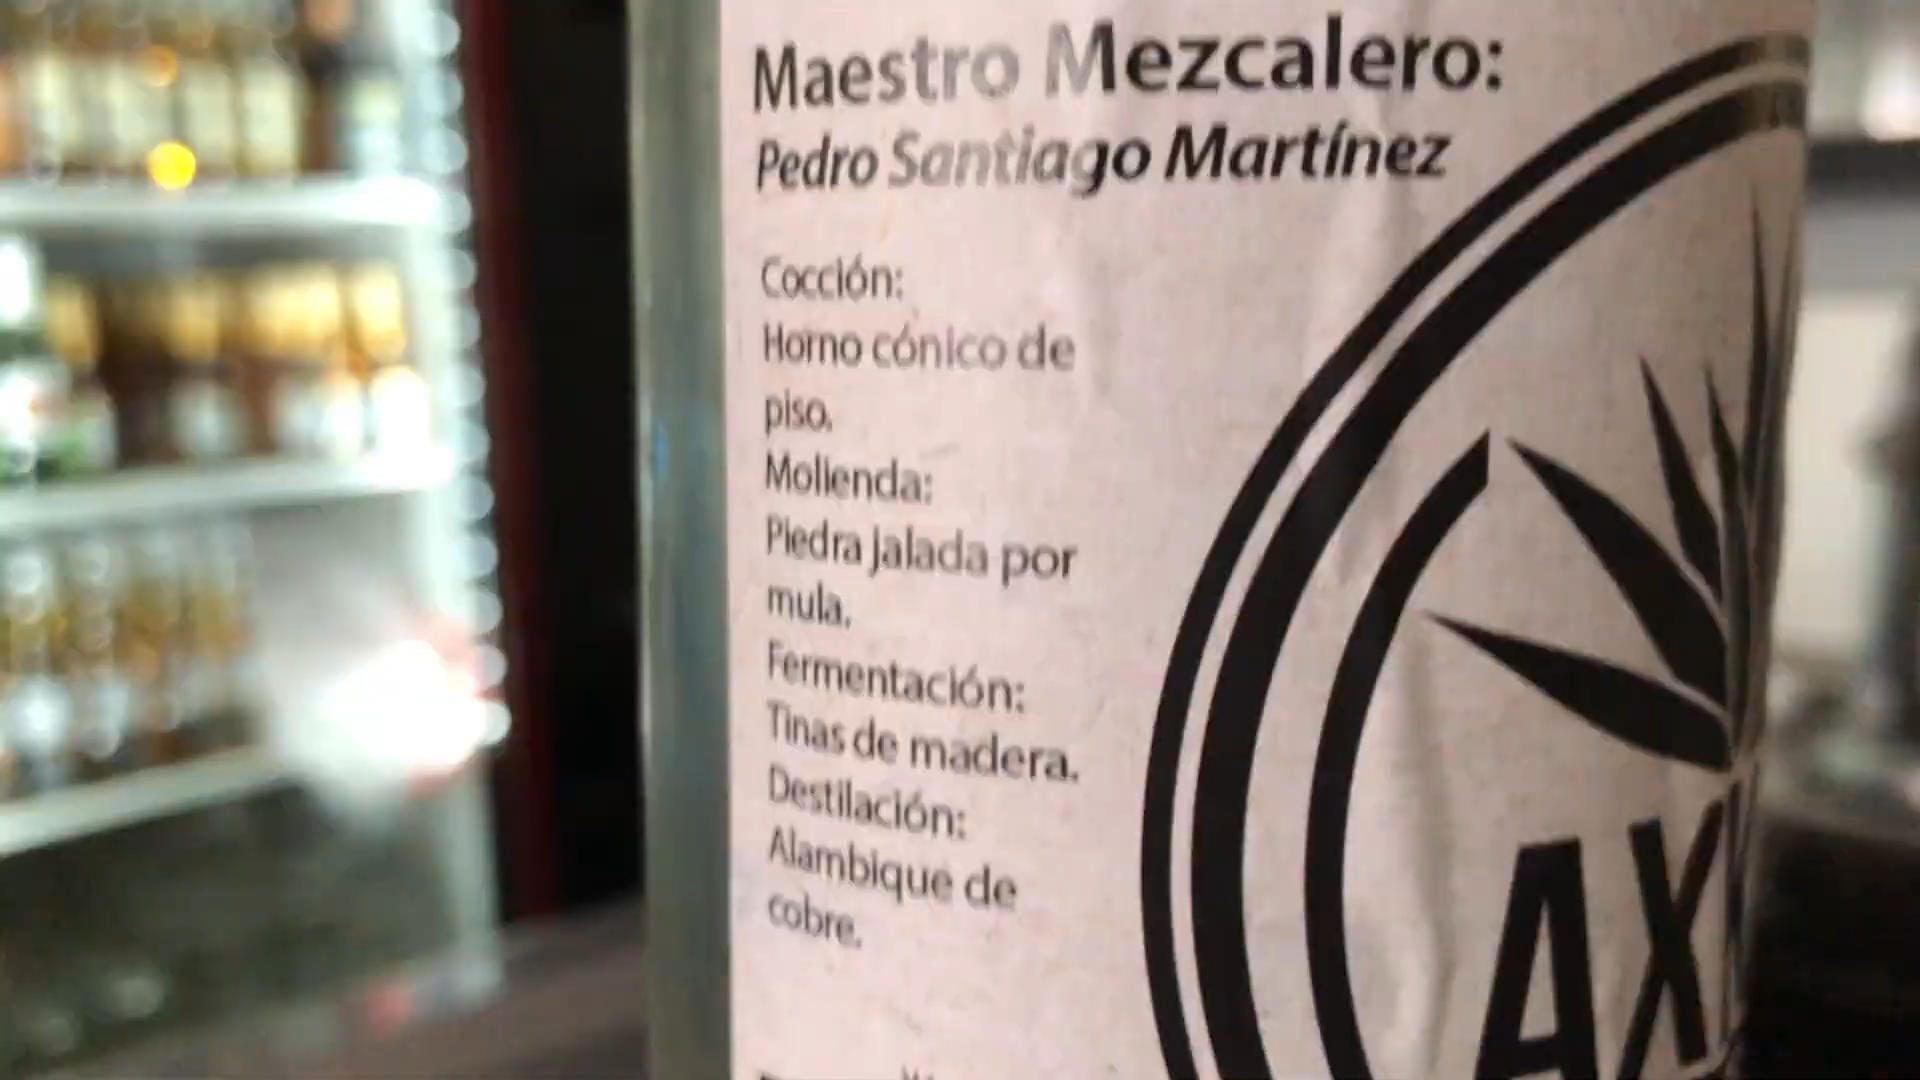 Maestro Mezcalero:
Pedro Santiago Martínez
Cocción:
Horno cónico de
piso.
Molienda:
Piedra jalada por
mula.
Fermentación:
Tinas de madera.
Destilación:
Alambique de
cobre.
AX